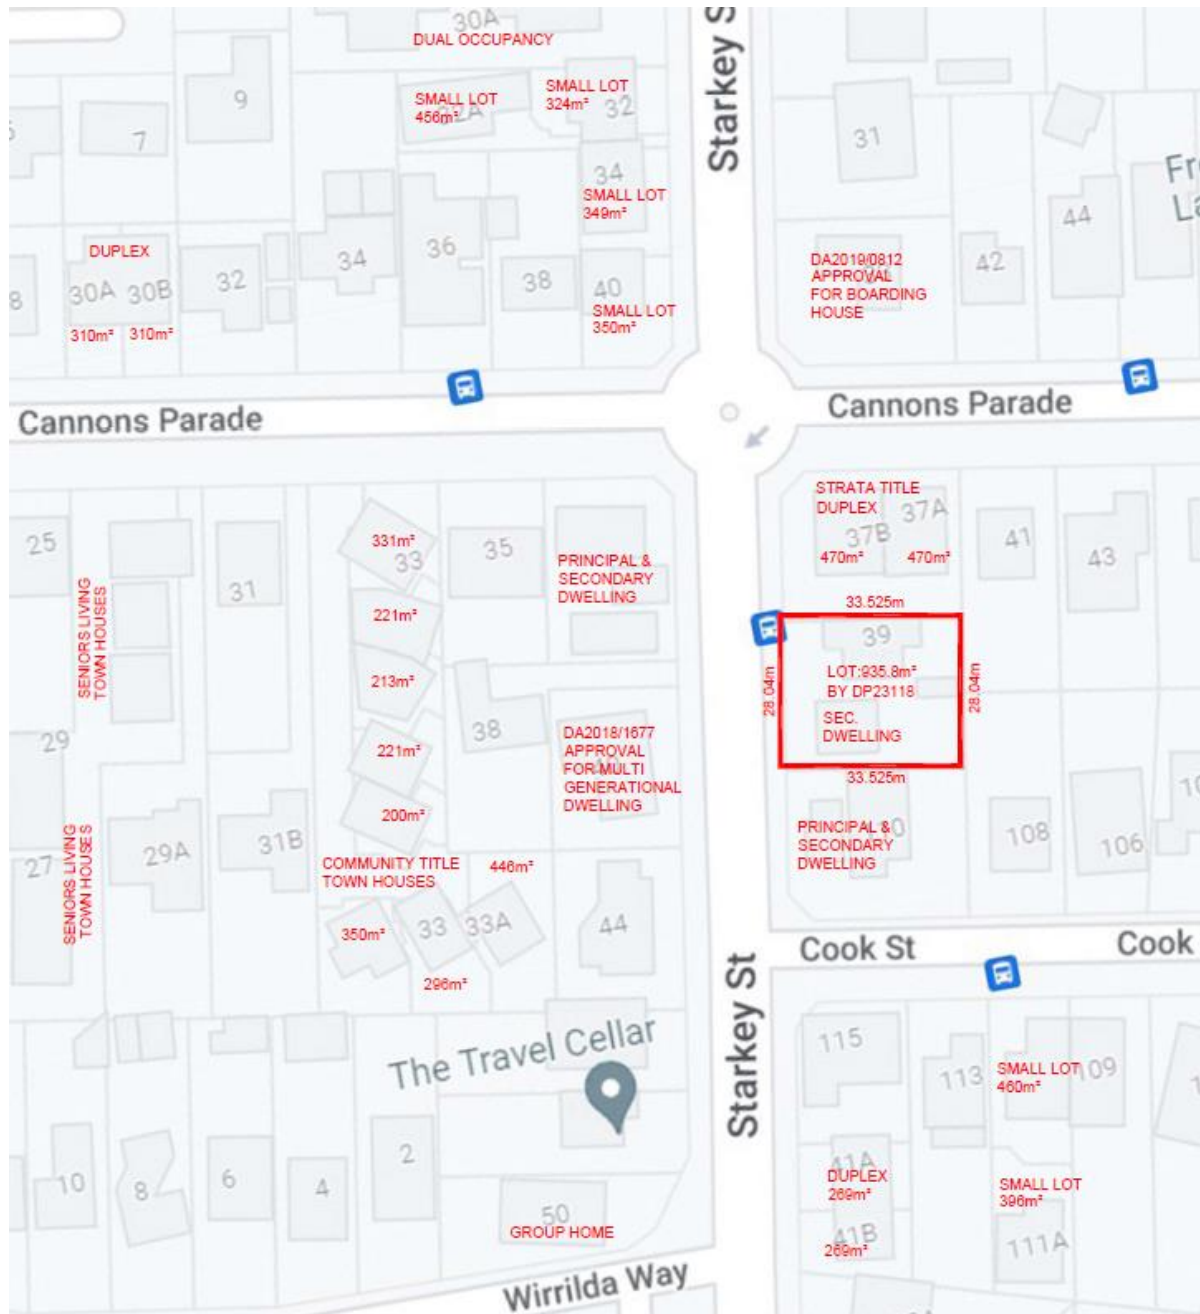 30A
DUAL OCCUPANCY
Starkey S
9
7
SMALL LOT
456m²
SMALL LOT
324m²
32
31
34
SMALL LOT
349m²
44
DUPLEX
30A
30B
310m²
310m²
32
34
36
38
40
SMALL LOT
350m²
DA2019/0812
APPROVAL
FOR BOARDING
HOUSE
42
8
Cannons Parade
Cannons Parade
25
SENIORS LIVING
TOWN HOUSES
31
331m²
33
221m²
213m²
221m²
200m²
35
PRINCIPAL &
SECONDARY
DWELLING
38
DA2018/1677
APPROVAL
FOR MULTI
GENERATIONAL
DWELLING
STRATA TITLE
DUPLEX
37B
37A
470m²
470m²
41
43
33.525m
39
LOT:935.8m²
BY DP23118
SEC.
DWELLING
28.04m
28.04m
33.525m
PRINCIPAL &
SECONDARY
DWELLING
108
106
29
27
SENIORS LIVING
TOWN HOUSES
29A
31B
COMMUNITY TITLE
TOWN HOUSES
446m²
350m²
33
33A
296m²
44
Starkey St
Cook St
Cook
The Travel Cellar
115
113
SMALL LOT
460m²
109
41A
DUPLEX
269m²
41B
269m²
SMALL LOT
396m²
111A
10
8
6
4
2
50
GROUP HOME
Wirrilda Way